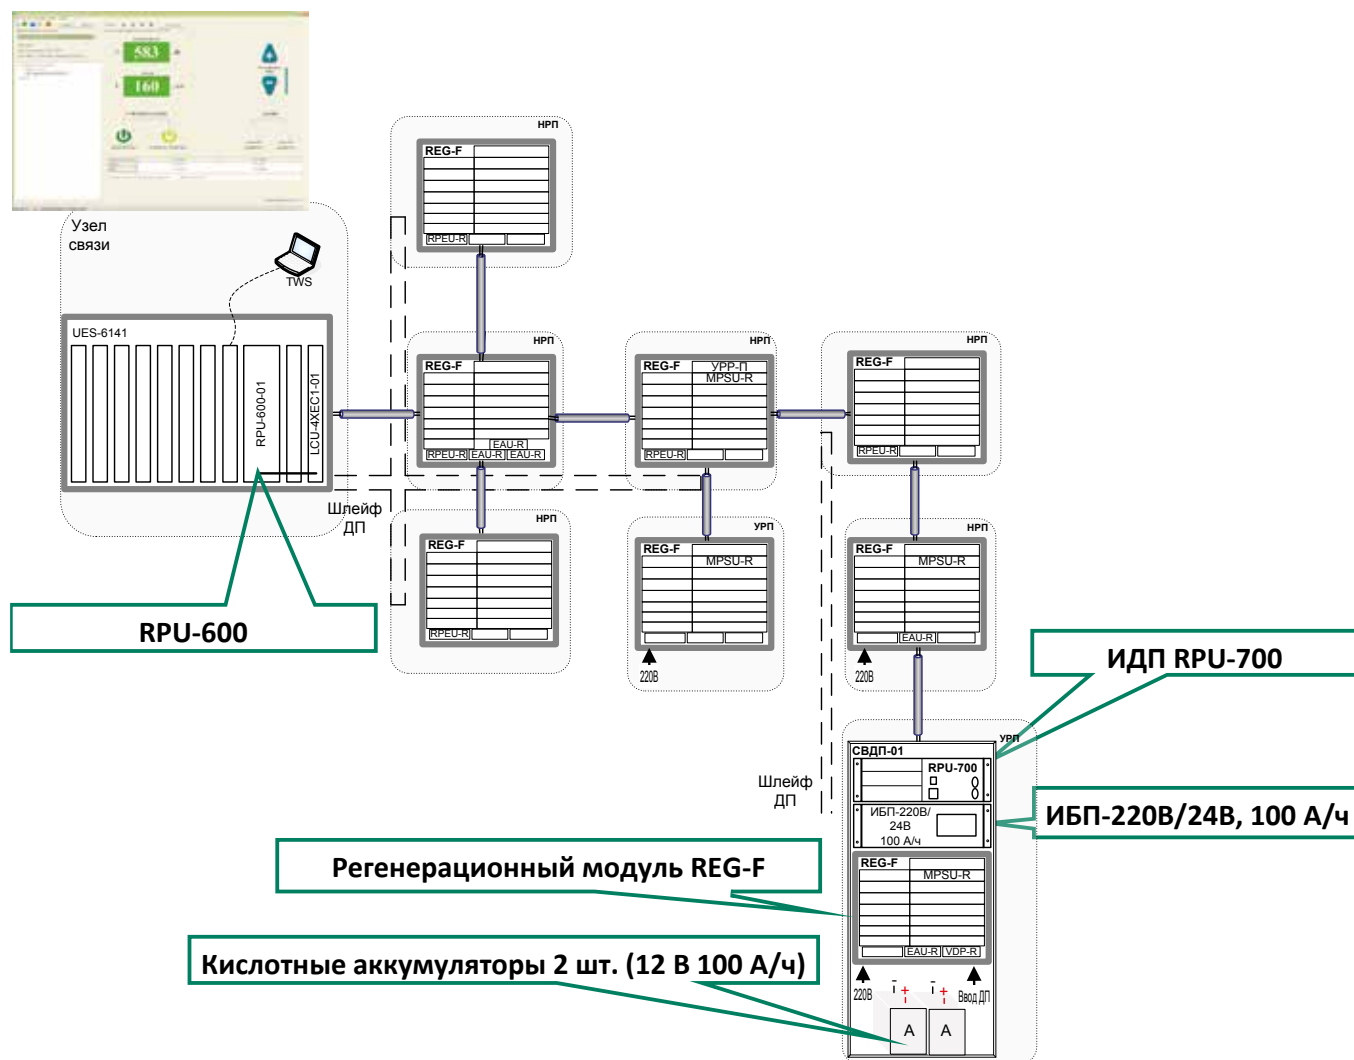 583
160
Узел
связи
TWS
UES-6141
RPU-600-01
LCU-4XEC1-01
НРП
REG-F
RPEU-R
НРП
REG-F
EAU-R
RPEU-R EAU-R EAU-R
НРП
REG-F УРР-П
MPSU-R
RPEU-R
НРП
REG-F
RPEU-R
Шлейф
ДП
НРП
REG-F
RPEU-R
УРП
REG-F
MPSU-R
220В
НРП
REG-F
MPSU-R
EAU-R
220В
RPU-600
ИДП RPU-700
УРП
СВДП-01
RPU-700
Шлейф
ДП
ИБП-220В/
24В
100 А/ч
ИБП-220В/24В, 100 А/ч
Регенерационный модуль REG-F
REG-F
MPSU-R
EAU-R VDP-R
Кислотные аккумуляторы 2 шт. (12 В 100 А/ч)
220В
- + - +
Ввод ДП
А А